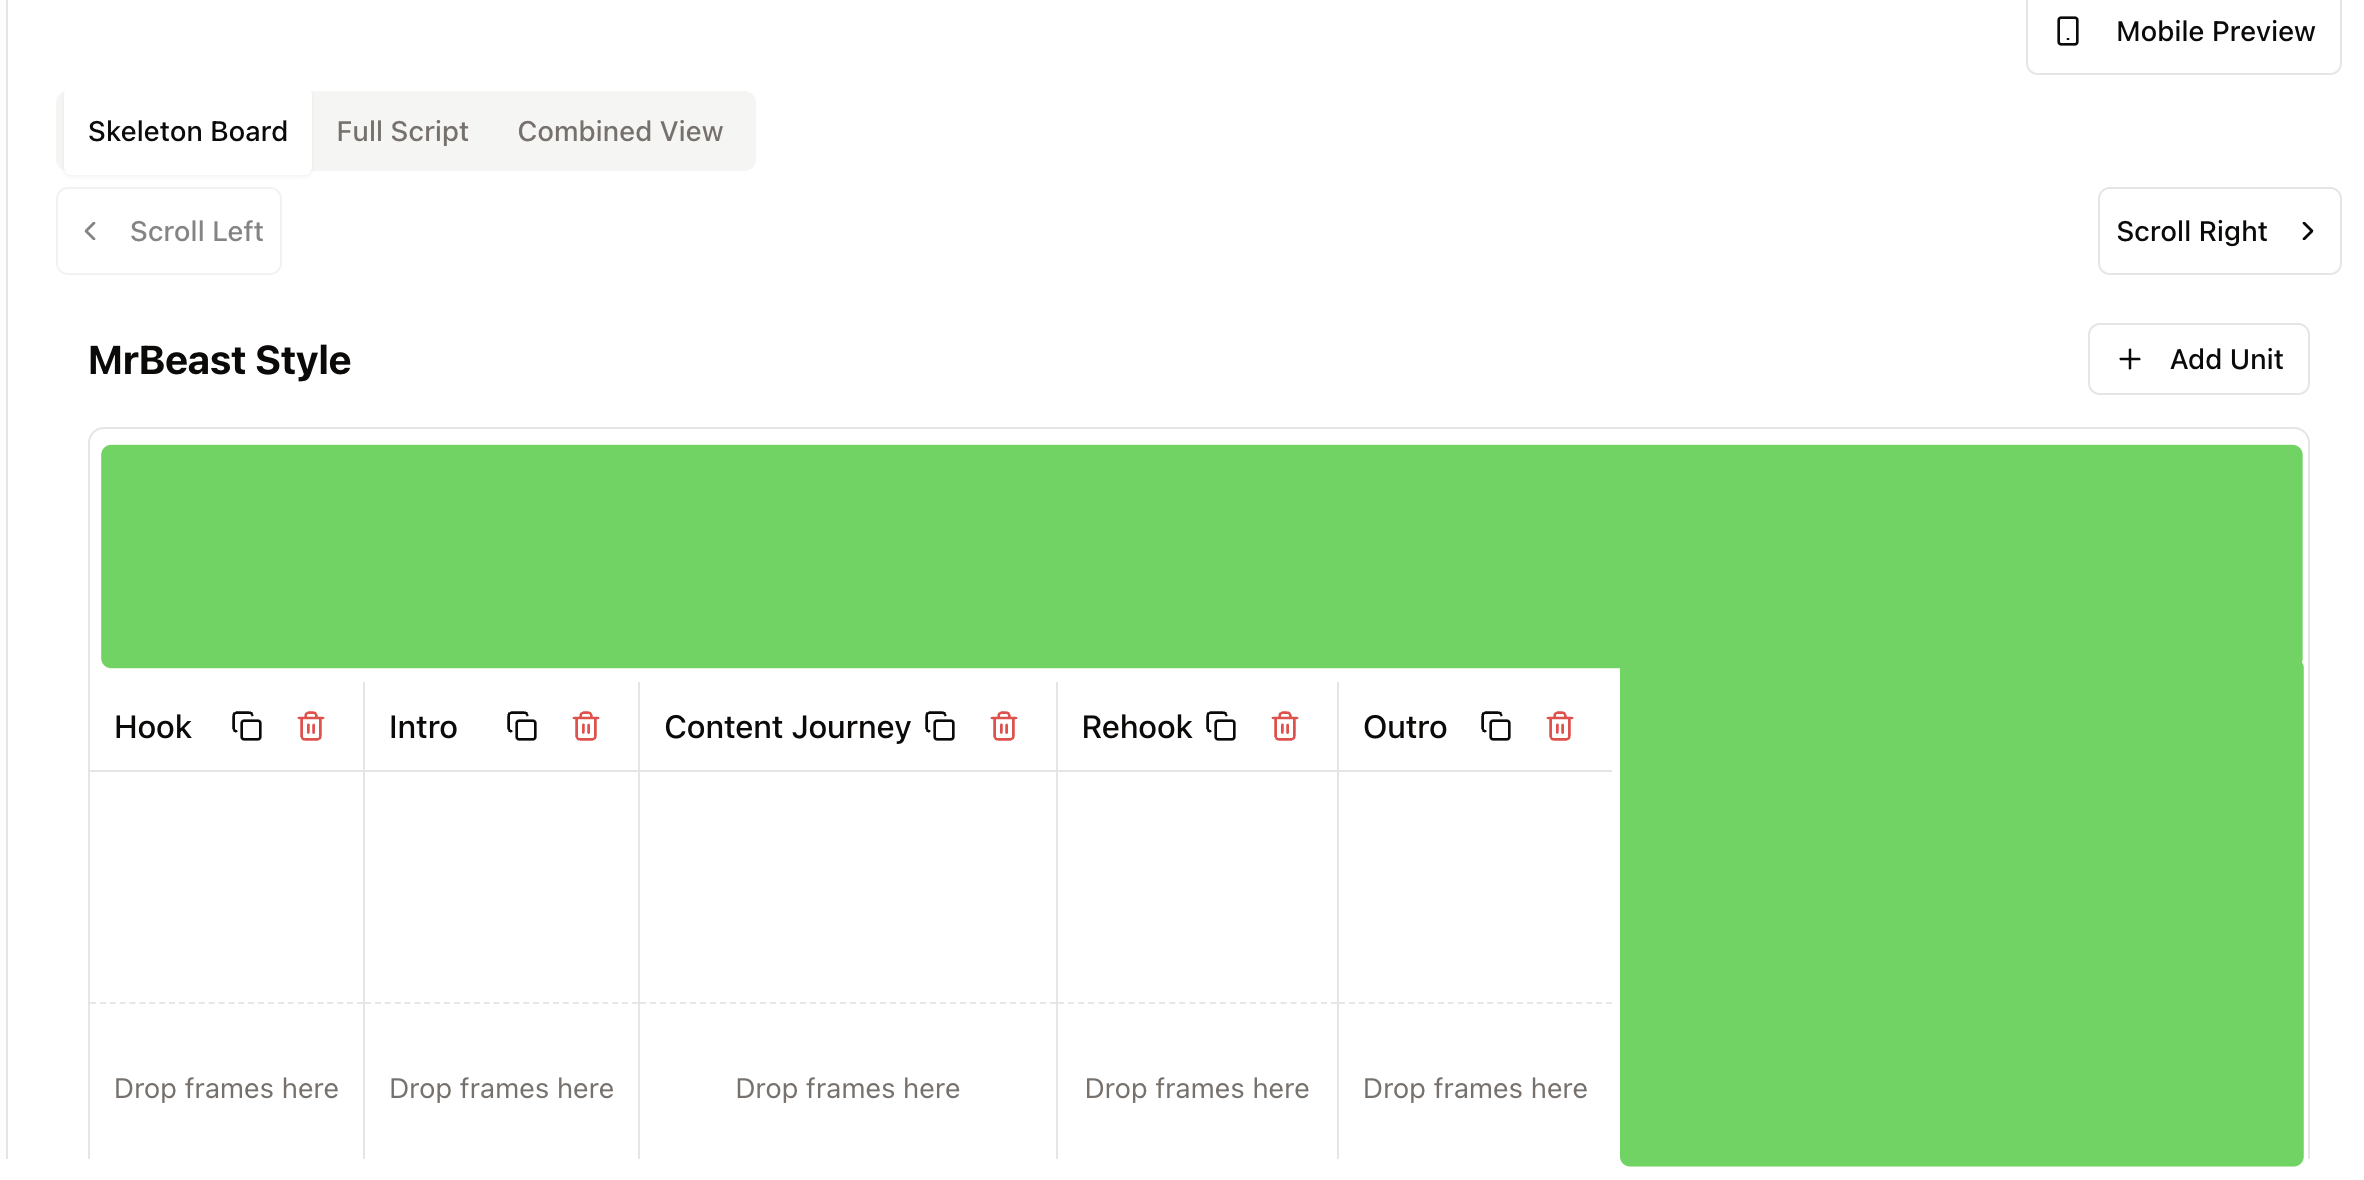 Mobile Preview
Skeleton Board Full Script Combined View
Scroll Left Scroll Right
MrBeast Style Add Unit
Hook Intro Content Journey Rehook Outro
Drop frames here Drop frames here Drop frames here Drop frames here Drop frames here